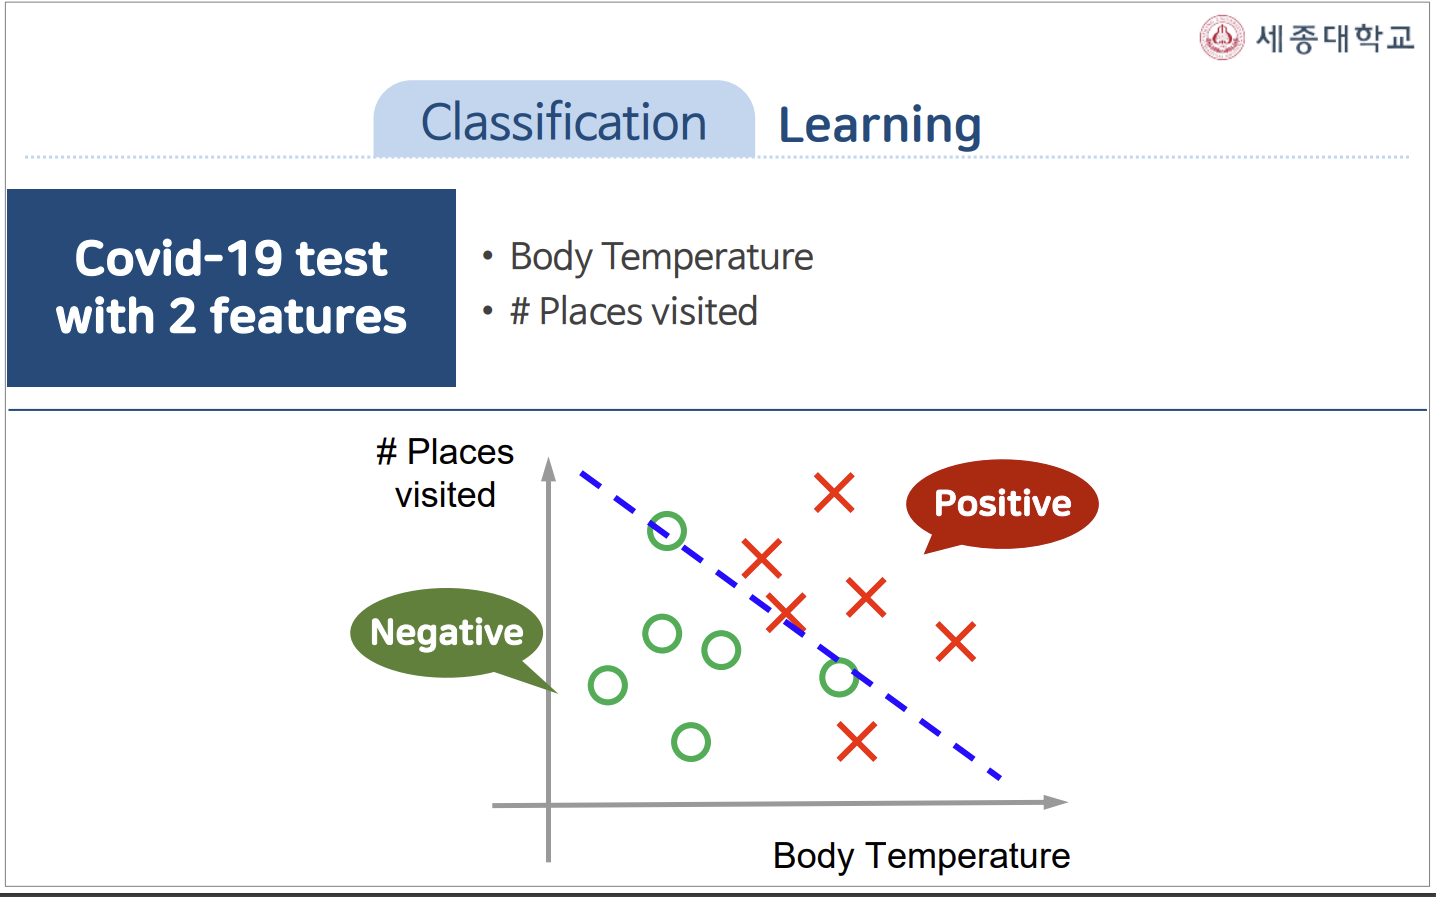 세종대학교
Classification Learning
Covid-19 test
with 2 features
• Body Temperature
• # Places visited
# Places
visited
Positive
Negative
Body Temperature